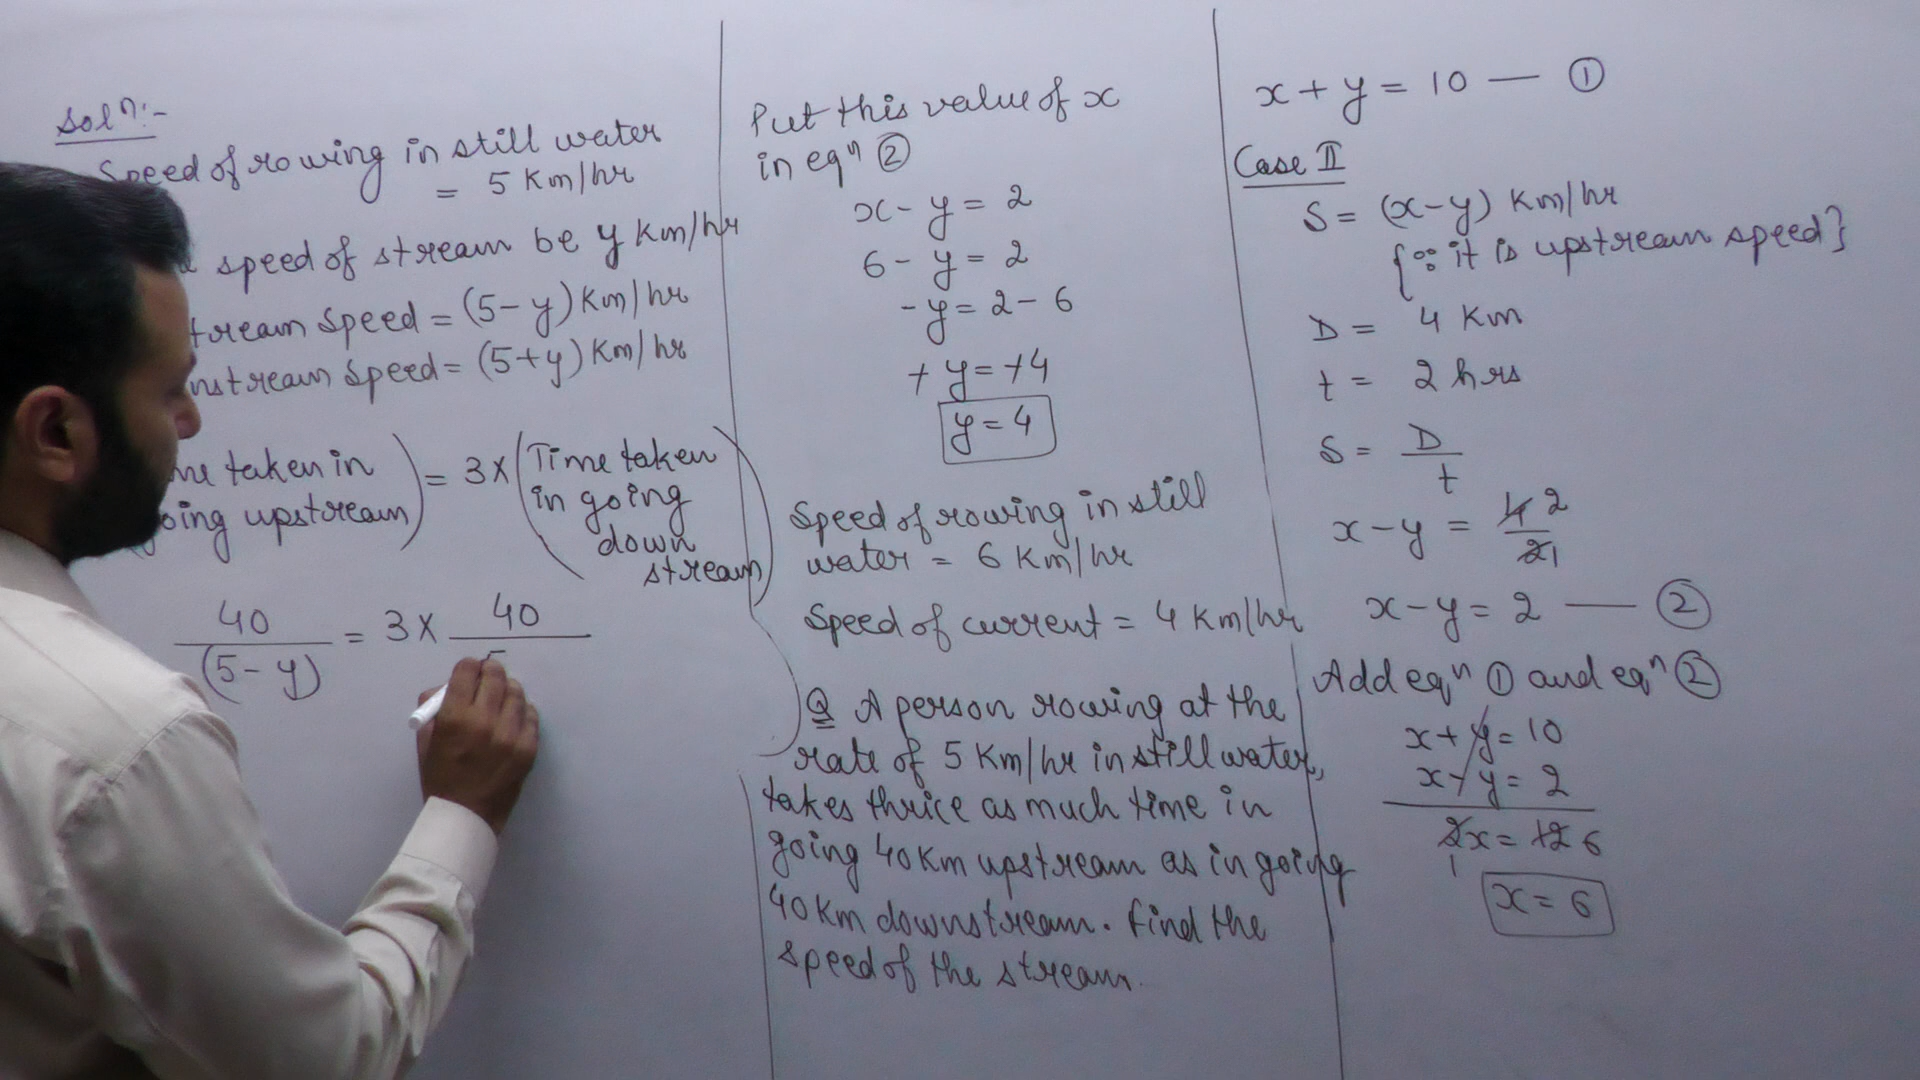 Solⁿ:-
Speed of rowing in still water
= 5 Km/hr
speed of stream be y Km/hr
tream Speed = (5-y) Km/hr
nstream Speed = (5+y) Km/hr
me taken in
going upstream) = 3 × (Time taken
in going
down
stream)
40/(5-y) = 3 × 40/5
Put this value of x
in eqⁿ ②
x - y = 2
6 - y = 2
-y = 2 - 6
+y = +4
y = 4
Speed of rowing in still
water = 6 Km/hr
Speed of current = 4 Km/hr
Q A person rowing at the
rate of 5 Km/hr in still water,
takes thrice as much time in
going 40 Km upstream as in going
40 Km downstream. Find the
speed of the stream.
x + y = 10 — ①
Case II
S = (x-y) Km/hr
{∵ it is upstream speed}
D = 4 Km
t = 2 hrs
S = D/t
x - y = 4 2/2 1
x - y = 2 — ②
Add eqⁿ ① and eqⁿ ②
x + y = 10
x - y = 2
2x = 12 6
1
x = 6